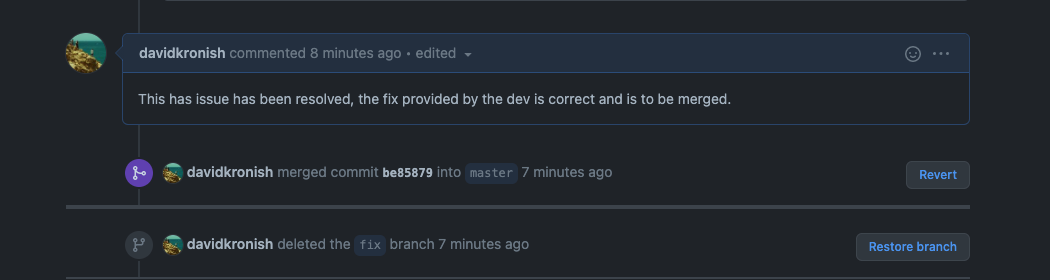 davidkronish commented 8 minutes ago • edited
This has issue has been resolved, the fix provided by the dev is correct and is to be merged.
davidkronish merged commit be85879 into master 7 minutes ago
Revert
davidkronish deleted the fix branch 7 minutes ago
Restore branch